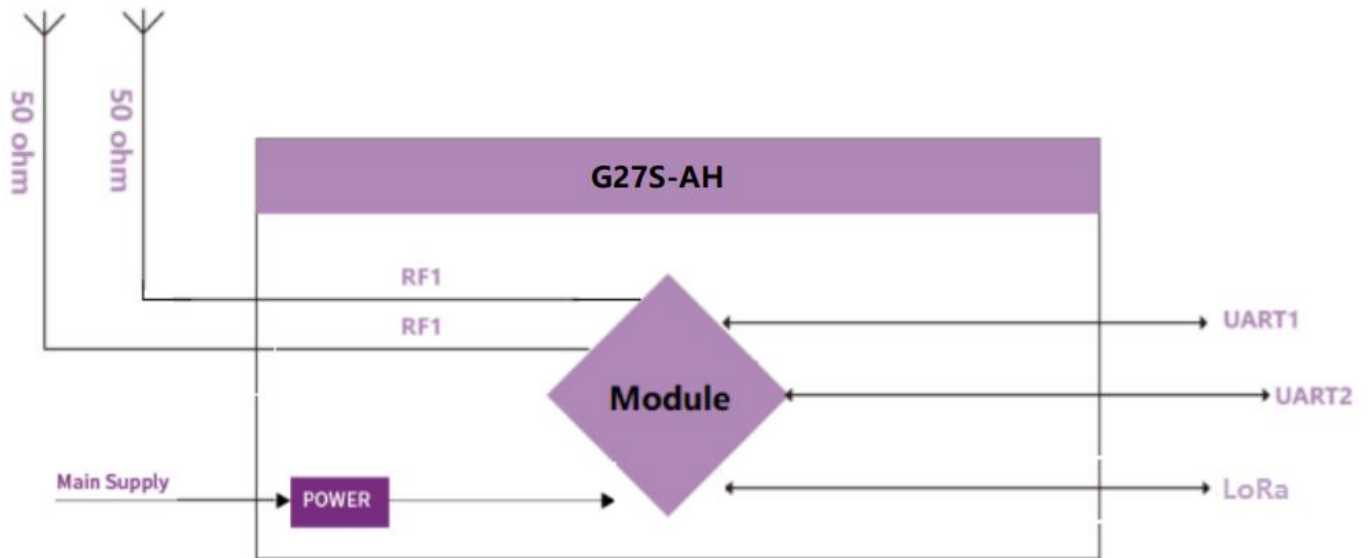 50 ohm
50 ohm
G27S-AH
RF1
RF1
UART1
Module
UART2
Main Supply
POWER
LoRa